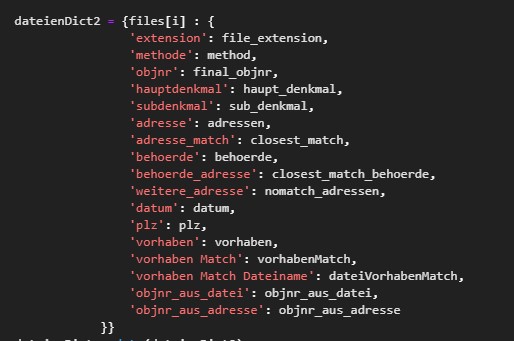 dateienDict2 = {files[i] : {
'extension': file_extension,
'methode': method,
'objnr': final_objnr,
'hauptdenkmal': haupt_denkmal,
'subdenkmal': sub_denkmal,
'adresse': adressen,
'adresse_match': closest_match,
'behoerde': behoerde,
'behoerde_adresse': closest_match_behoerde,
'weitere_adresse': nomatch_adressen,
'datum': datum,
'plz': plz,
'vorhaben': vorhaben,
'vorhaben Match': vorhabenMatch,
'vorhaben Match Dateiname': dateiVorhabenMatch,
'objnr_aus_datei': objnr_aus_datei,
'objnr_aus_adresse': objnr_aus_adresse
}}